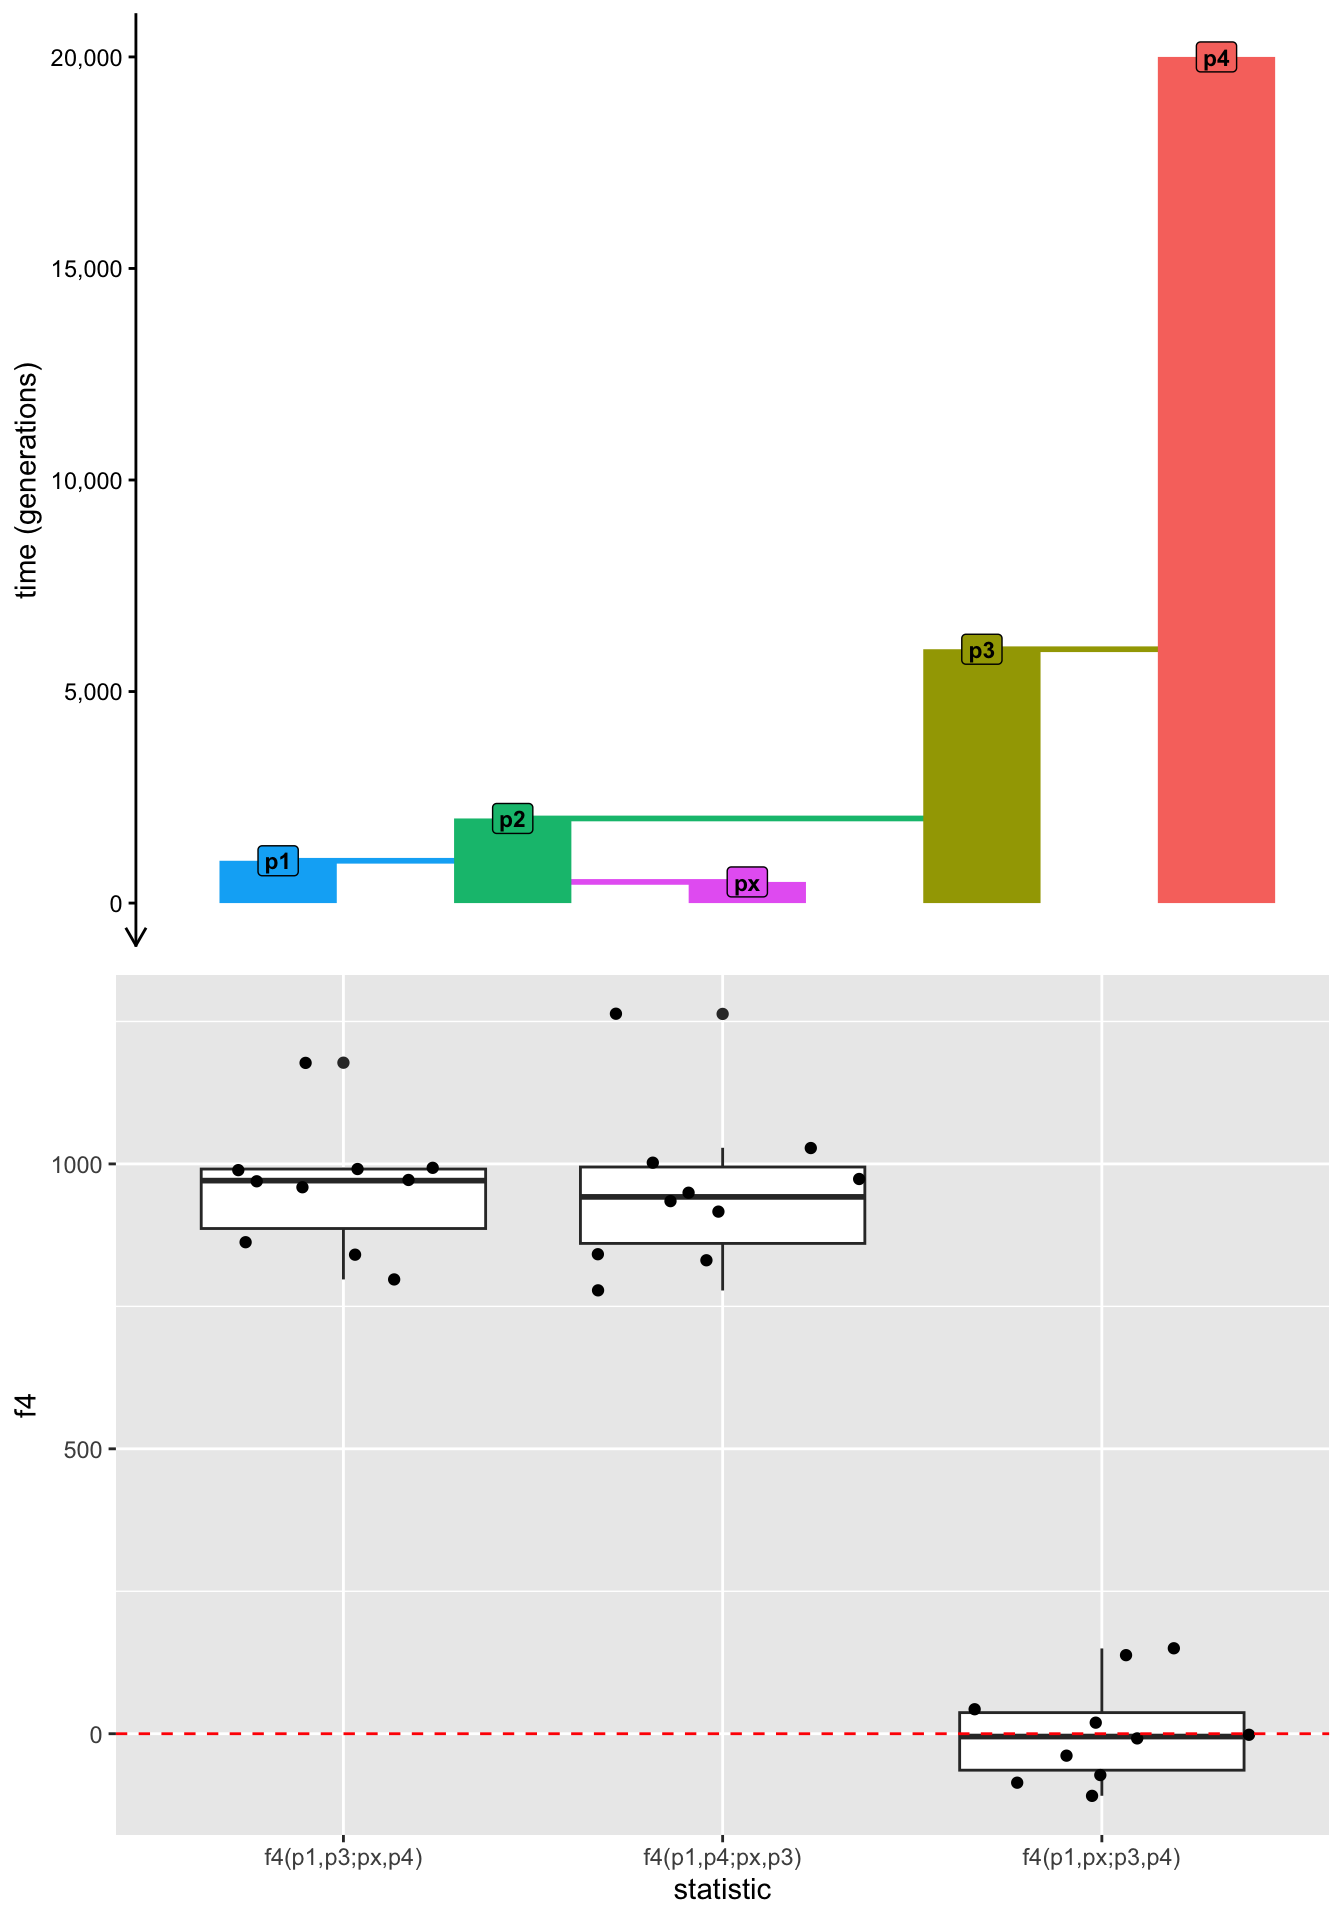 20,000
15,000
10,000
5,000
0
time (generations)
p4
p3
p2
p1
px
1000
500
0
f4
f4(p1,p3;px,p4)
f4(p1,p4;px,p3)
f4(p1,px;p3,p4)
statistic